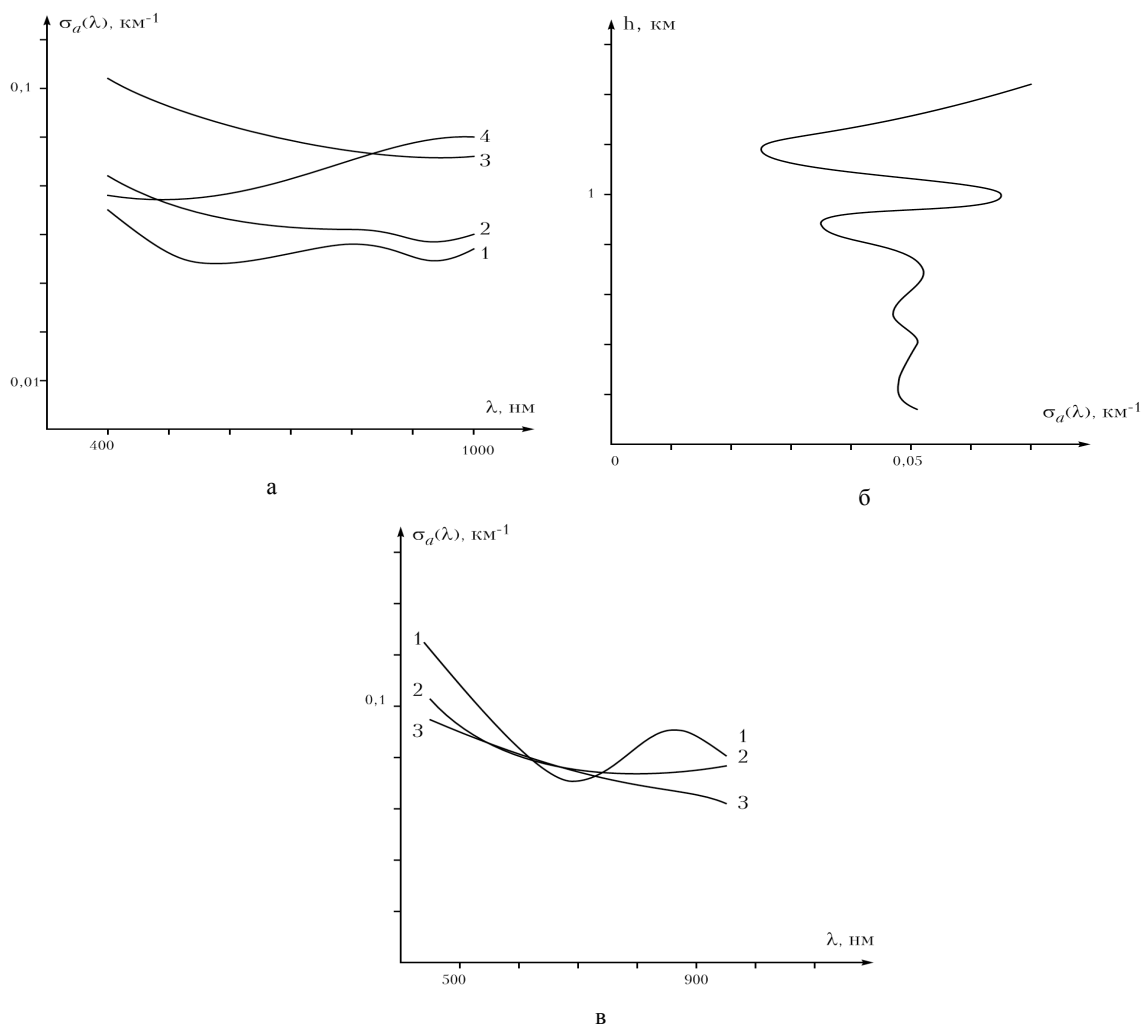 σₐ(λ), км⁻¹
0,1
4
3
2
1
0,01
λ, нм
400
1000
а
h, км
1
σₐ(λ), км⁻¹
0
0,05
б
σₐ(λ), км⁻¹
1
2
0,1
3
1
2
3
λ, нм
500
900
в